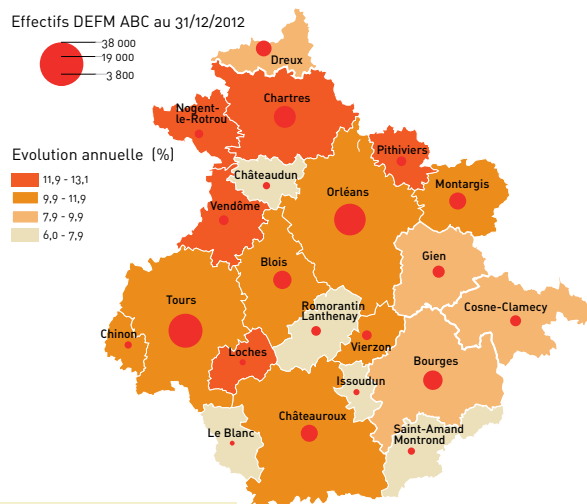 Effectifs DEFM ABC au 31/12/2012
38 000
19 000
3 800
Dreux
Chartres
Nogent-
le-Rotrou
Pithiviers
Evolution annuelle (%)
11,9 - 13,1
9,9 - 11,9
7,9 - 9,9
6,0 - 7,9
Châteaudun
Orléans
Montargis
Vendôme
Blois
Gien
Tours
Romorantin
Lanthenay
Cosne-Clamecy
Chinon
Vierzon
Loches
Bourges
Issoudun
Châteauroux
Le Blanc
Saint-Amand
Montrond